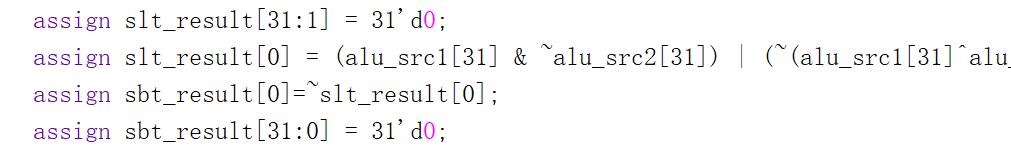 assign slt_result[31:1] = 31'd0;
assign slt_result[0] = (alu_src1[31] & ~alu_src2[31]) | (~(alu_src1[31]^alu_
assign sbt_result[0]=~slt_result[0];
assign sbt_result[31:0] = 31'd0;